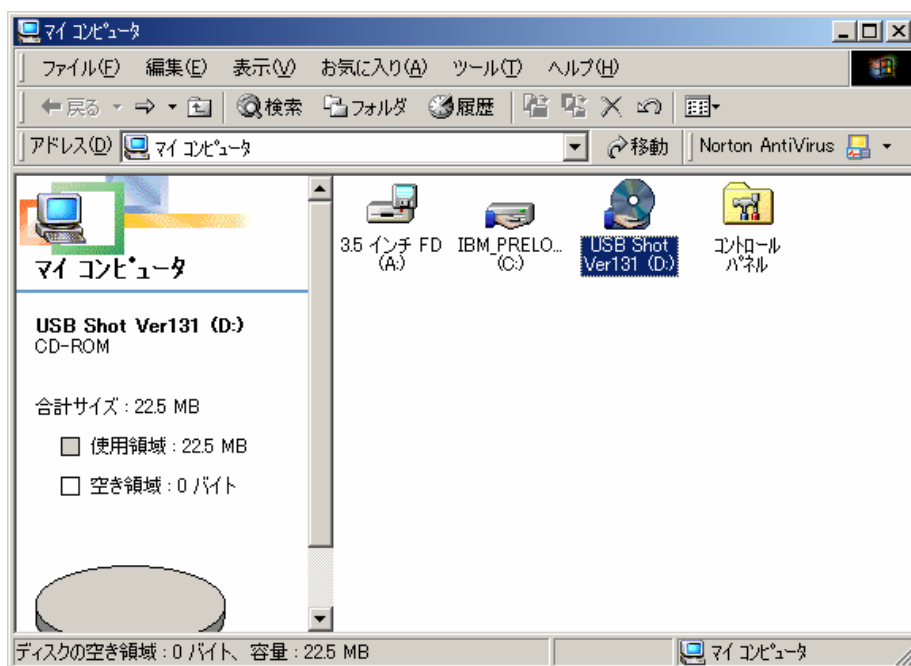 マイ コンピュータ
ファイル(F) 編集(E) 表示(V) お気に入り(A) ツール(T) ヘルプ(H)
戻る 検索 フォルダ 履歴
アドレス(D) マイ コンピュータ 移動 Norton AntiVirus
マイ コンピュータ
USB Shot Ver131 (D:)
CD-ROM
合計サイズ : 22.5 MB
使用領域 : 22.5 MB
空き領域 : 0 バイト
3.5 インチ FD
(A:)
IBM_PRELO...
(C:)
USB Shot
Ver131 (D:)
コントロール
パネル
ディスクの空き領域 : 0 バイト、容量 : 22.5 MB
マイ コンピュータ